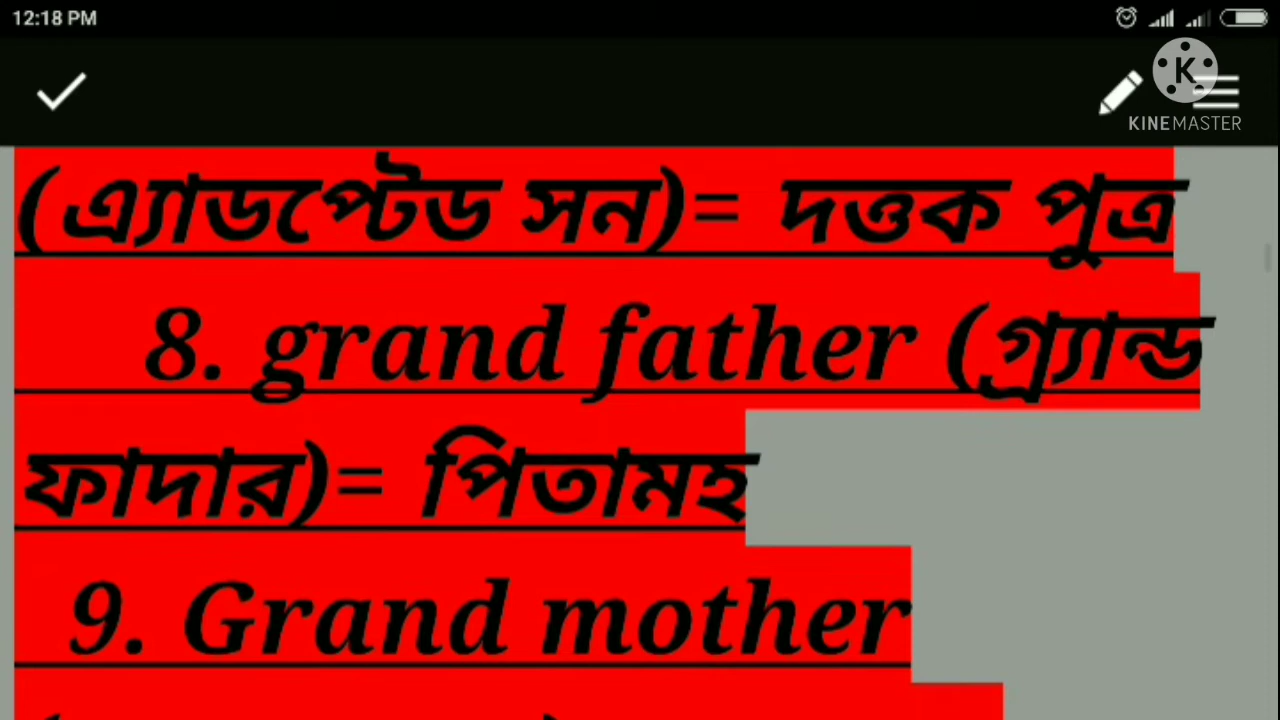 12:18 PM
K
KINEMASTER
(এ্যাডপ্টেড সন)= দত্তক পুত্র
8. grand father (গ্র্যান্ড
ফাদার)= পিতামহ
9. Grand mother